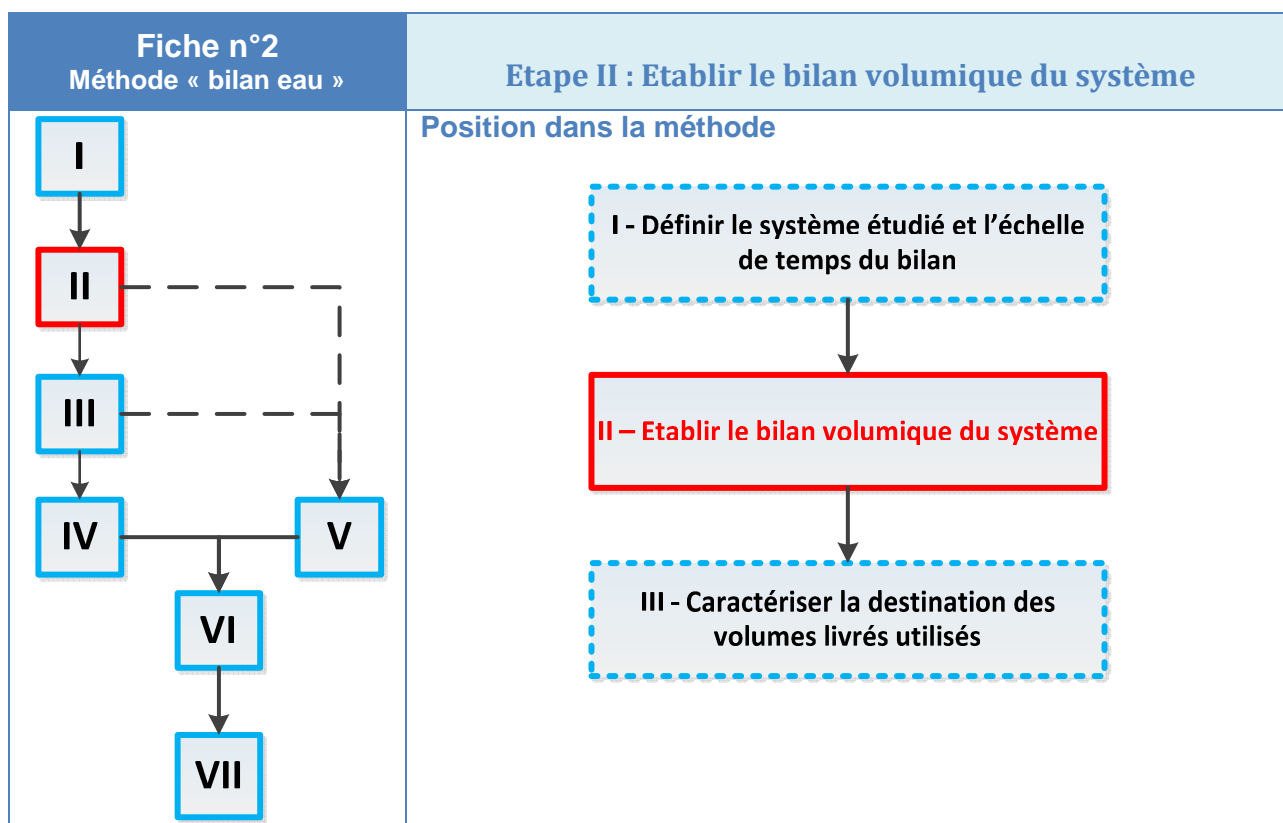 Fiche n°2
Méthode « bilan eau »
Etape II : Etablir le bilan volumique du système
I
II
III
IV
V
VI
VII
Position dans la méthode
I - Définir le système étudié et l'échelle
de temps du bilan
II – Etablir le bilan volumique du système
III - Caractériser la destination des
volumes livrés utilisés